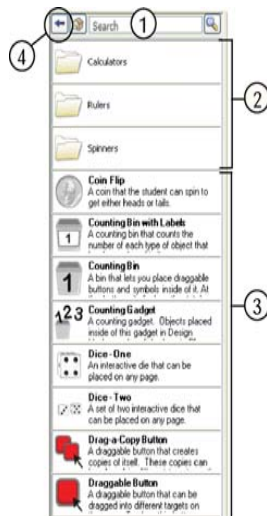 Search
1
4
Calculators
Rulers
Spinners
2
Coin Flip
A coin that the student can spin to
get either heads or tails.
Counting Bin with Labels
A counting bin that counts the
number of each type of object that
1
Counting Bin
A bin that lets you place draggable
buttons and symbols inside of it. At
1
3
Counting Gadget
A counting gadget. Objects placed
inside of this gadget in Design
123
Dice - One
An interactive die that can be
placed on any page.
Dice - Two
A set of two interactive dice that
can be placed on any page.
Drag-a-Copy Button
A draggable button that creates
copies of itself. These copies can
Draggable Button
A draggable button that can be
dragged into different targets on